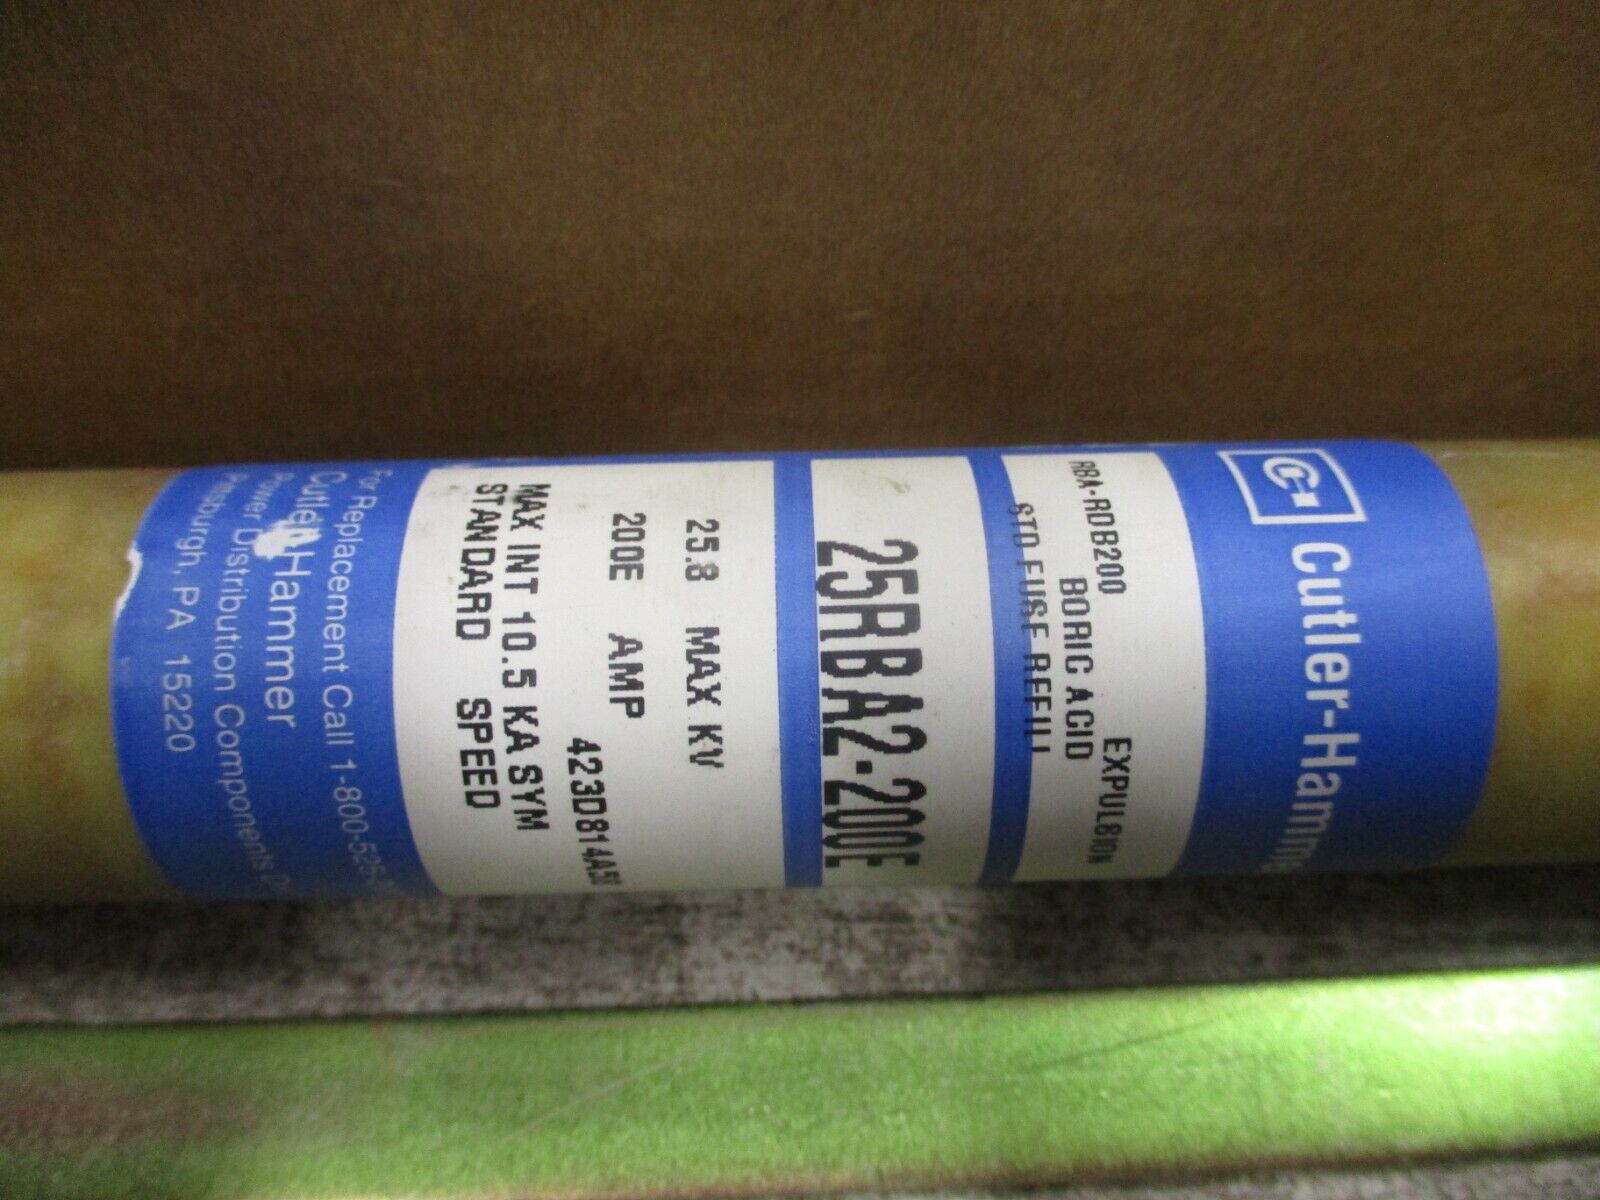 Cutler-Hammer
RBA-RDB200 EXPULSION
BORIC ACID
STD FUSE REFILL
25RBA2-200E
25.8 MAX KV
200E AMP
423D814A50
MAX INT 10.5 KA SYM
STANDARD SPEED
For Replacement Call 1-800-525-
Cutler-Hammer
Power Distribution Components
Pittsburgh, PA 15220